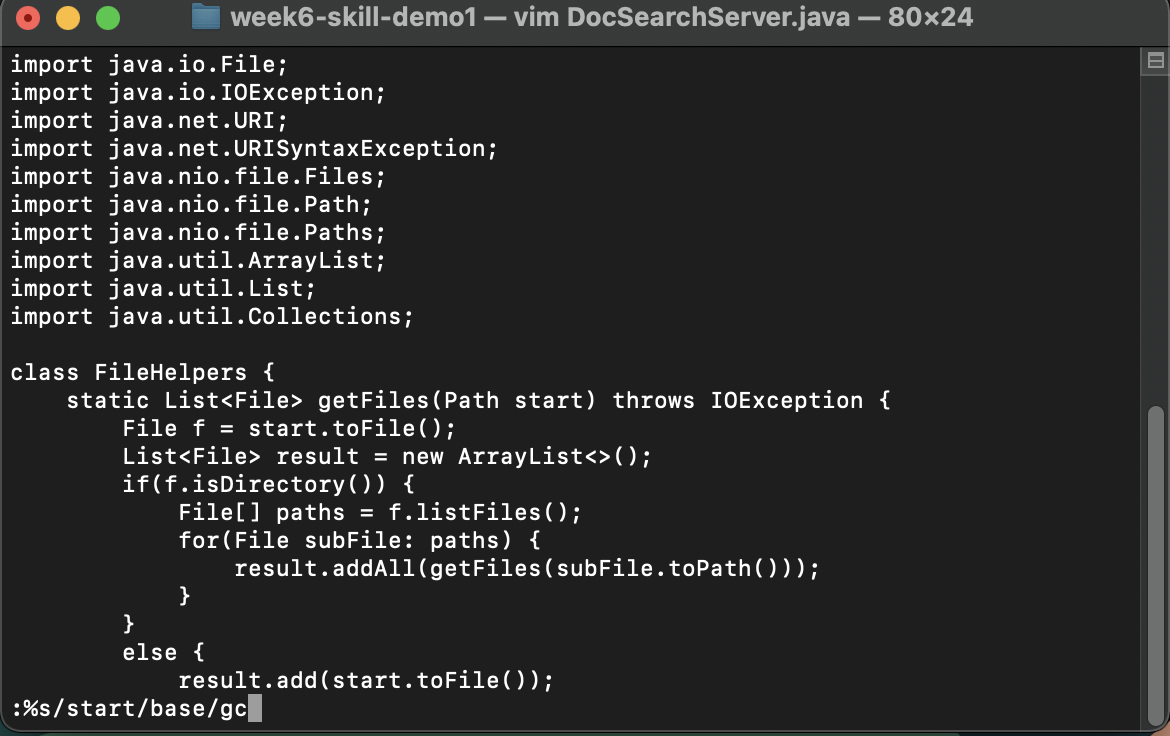 week6-skill-demo1 — vim DocSearchServer.java — 80×24
import java.io.File;
import java.io.IOException;
import java.net.URI;
import java.net.URISyntaxException;
import java.nio.file.Files;
import java.nio.file.Path;
import java.nio.file.Paths;
import java.util.ArrayList;
import java.util.List;
import java.util.Collections;

class FileHelpers {
    static List<File> getFiles(Path start) throws IOException {
        File f = start.toFile();
        List<File> result = new ArrayList<>();
        if(f.isDirectory()) {
            File[] paths = f.listFiles();
            for(File subFile: paths) {
                result.addAll(getFiles(subFile.toPath()));
            }
        }
        else {
            result.add(start.toFile());
:%s/start/base/gc